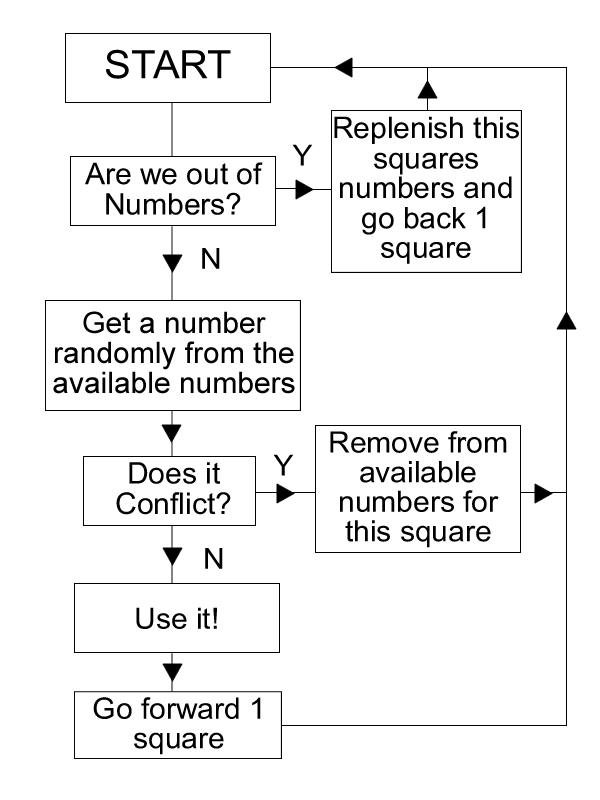 START
Are we out of
Numbers?
Y
Replenish this
squares
numbers and
go back 1
square
N
Get a number
randomly from the
available numbers
Does it
Conflict?
Y
Remove from
available
numbers for
this square
N
Use it!
Go forward 1
square